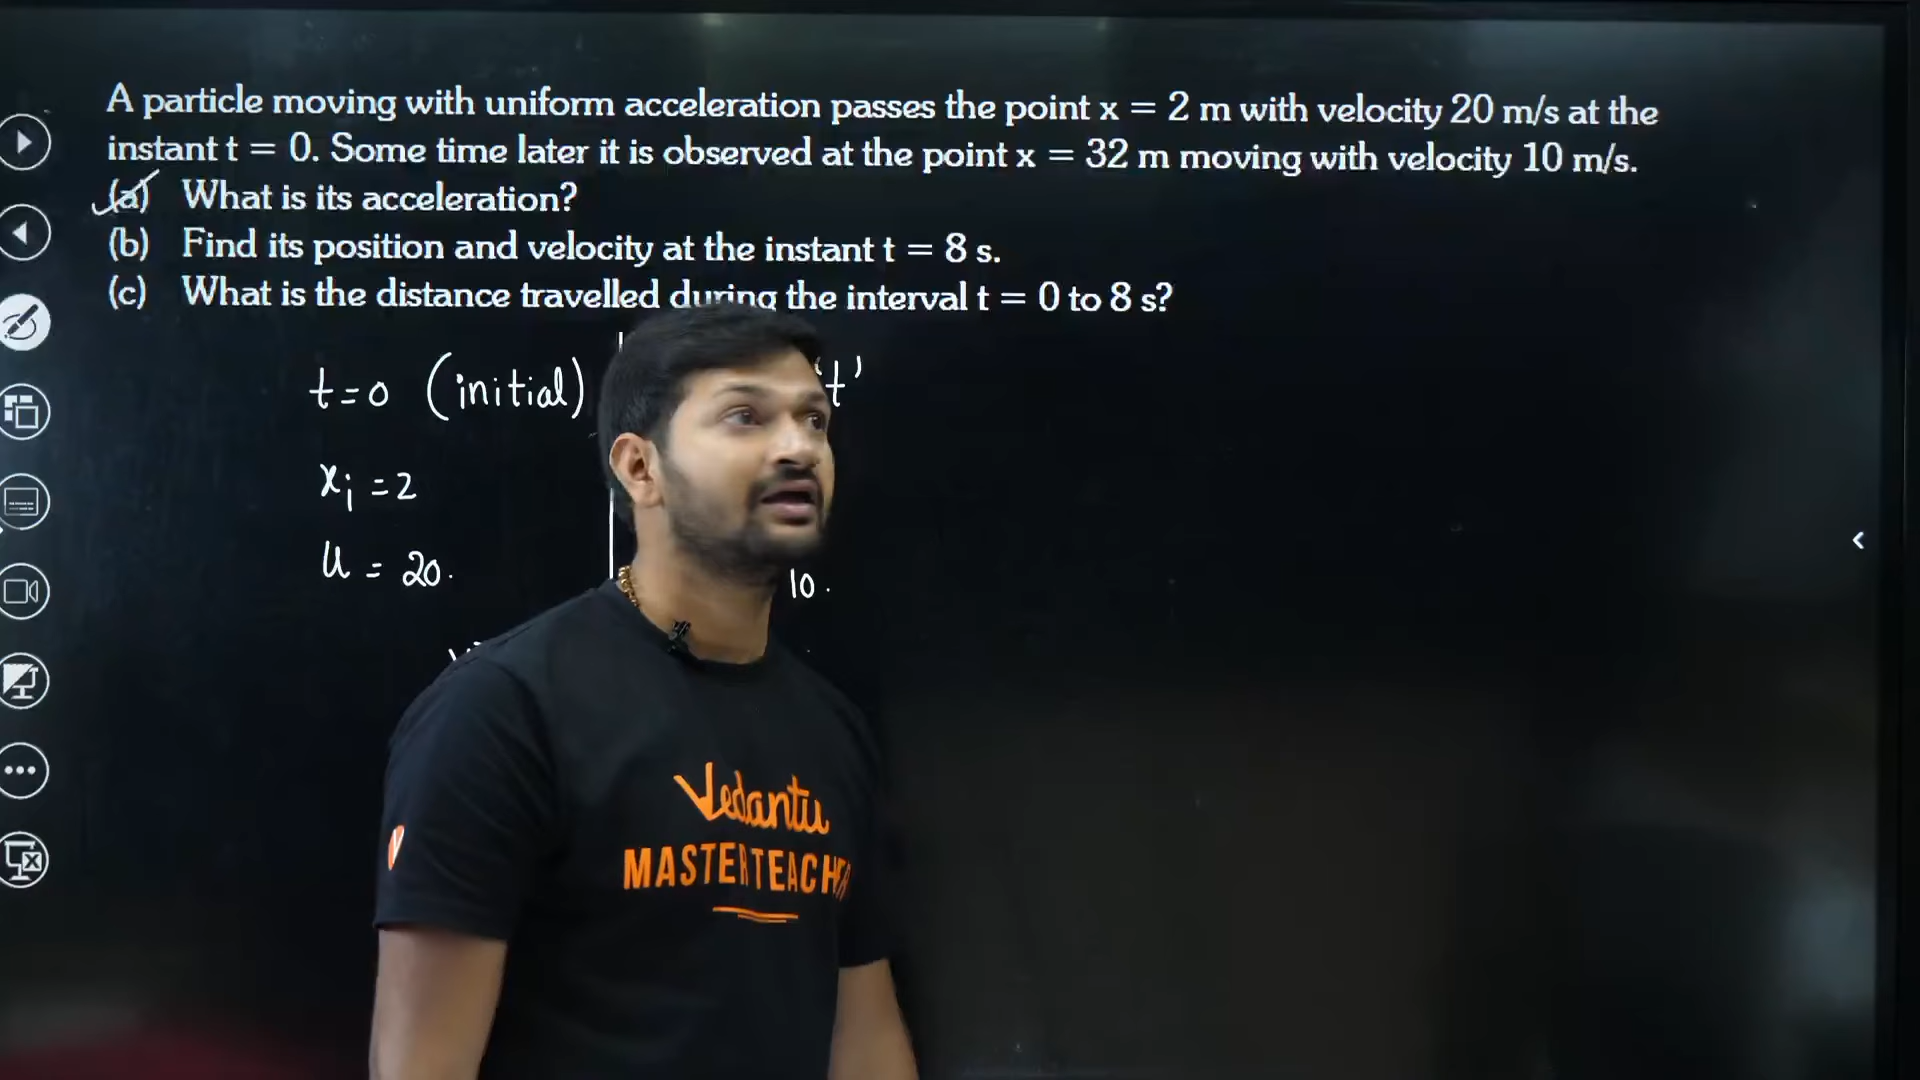 A particle moving with uniform acceleration passes the point x = 2 m with velocity 20 m/s at the
instant t = 0. Some time later it is observed at the point x = 32 m moving with velocity 10 m/s.
(a) What is its acceleration?
(b) Find its position and velocity at the instant t = 8 s.
(c) What is the distance travelled during the interval t = 0 to 8 s?
t=0 (initial) 't'
xi = 2
u = 20. 10.
Vedantu
MASTERTEACHER